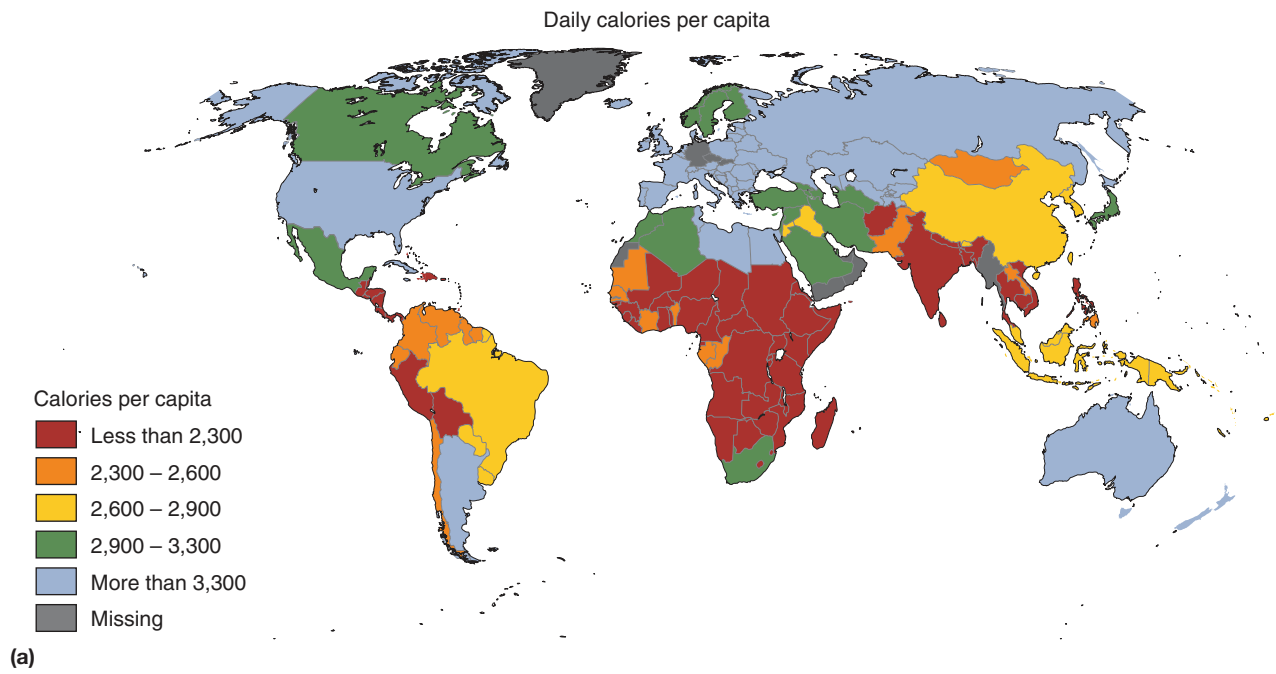 Daily calories per capita
Calories per capita
Less than 2,300
2,300 – 2,600
2,600 – 2,900
2,900 – 3,300
More than 3,300
Missing
(a)